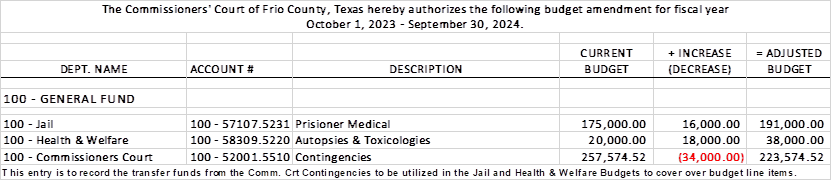 The Commissioners' Court of Frio County, Texas hereby authorizes the following budget amendment for fiscal year
October 1, 2023 - September 30, 2024.
CURRENT + INCREASE = ADJUSTED
DEPT. NAME ACCOUNT # DESCRIPTION BUDGET (DECREASE) BUDGET
100 - GENERAL FUND
100 - Jail 100 - 57107.5231 Prisioner Medical 175,000.00 16,000.00 191,000.00
100 - Health & Welfare 100 - 58309.5220 Autopsies & Toxicologies 20,000.00 18,000.00 38,000.00
100 - Commissioners Court 100 - 52001.5510 Contingencies 257,574.52 (34,000.00) 223,574.52
This entry is to record the transfer funds from the Comm. Crt Contingencies to be utilized in the Jail and Health & Welfare Budgets to cover over budget line items.